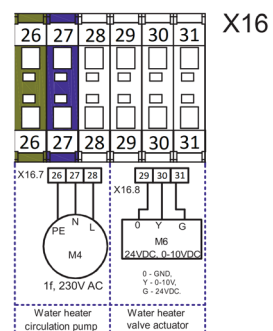 X16
26 27 28 29 30 31
26 27 28 29 30 31
X16.7 26 27 28 29 30 31
X16.8
PE N L 0 Y G
M4 M6
24VDC, 0-10VDC
1f, 230V AC
0 - GND,
Y - 0-10V,
G - 24VDC.
Water heater
circulation pump
Water heater
valve actuator